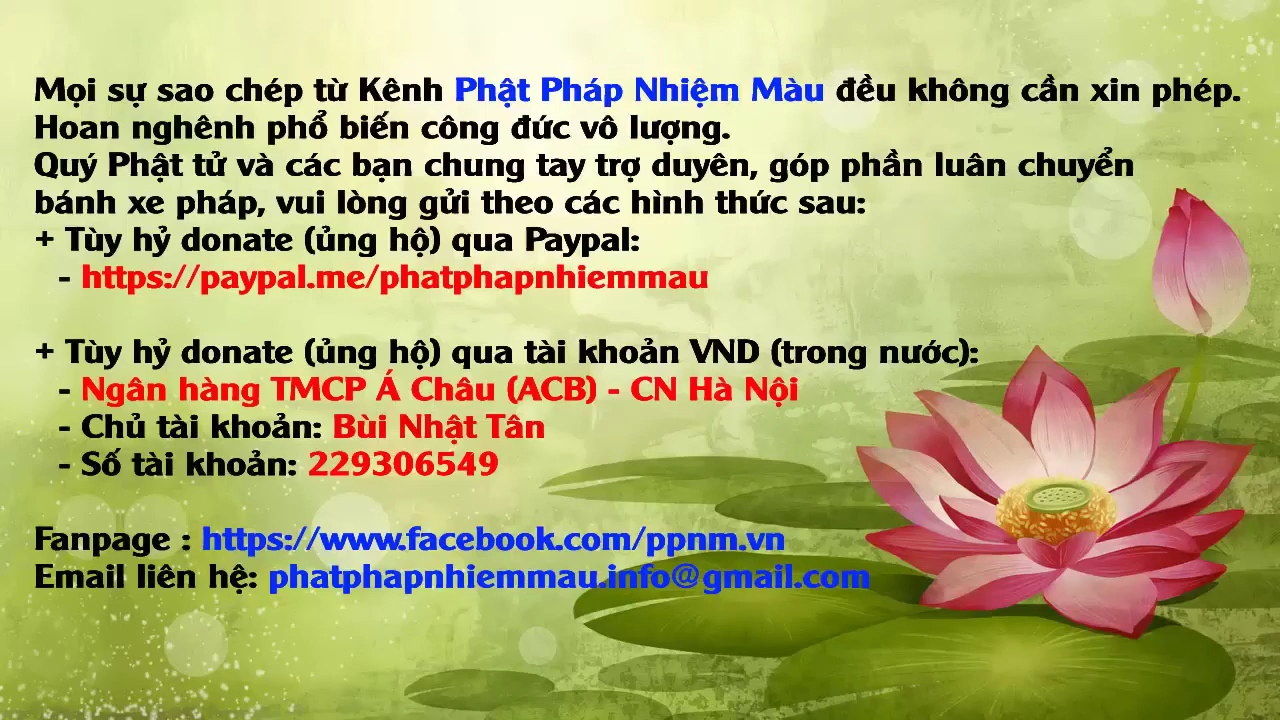 Mọi sự sao chép từ Kênh Phật Pháp Nhiệm Màu đều không cần xin phép.
Hoan nghênh phổ biến công đức vô lượng.
Quý Phật tử và các bạn chung tay trợ duyên, góp phần luân chuyển
bánh xe pháp, vui lòng gửi theo các hình thức sau:
+ Tùy hỷ donate (ủng hộ) qua Paypal:
- https://paypal.me/phatphapnhiemmau
+ Tùy hỷ donate (ủng hộ) qua tài khoản VND (trong nước):
- Ngân hàng TMCP Á Châu (ACB) - CN Hà Nội
- Chủ tài khoản: Bùi Nhật Tân
- Số tài khoản: 229306549
Fanpage : https://www.facebook.com/ppnm.vn
Email liên hệ: phatphapnhiemmau.info@gmail.com